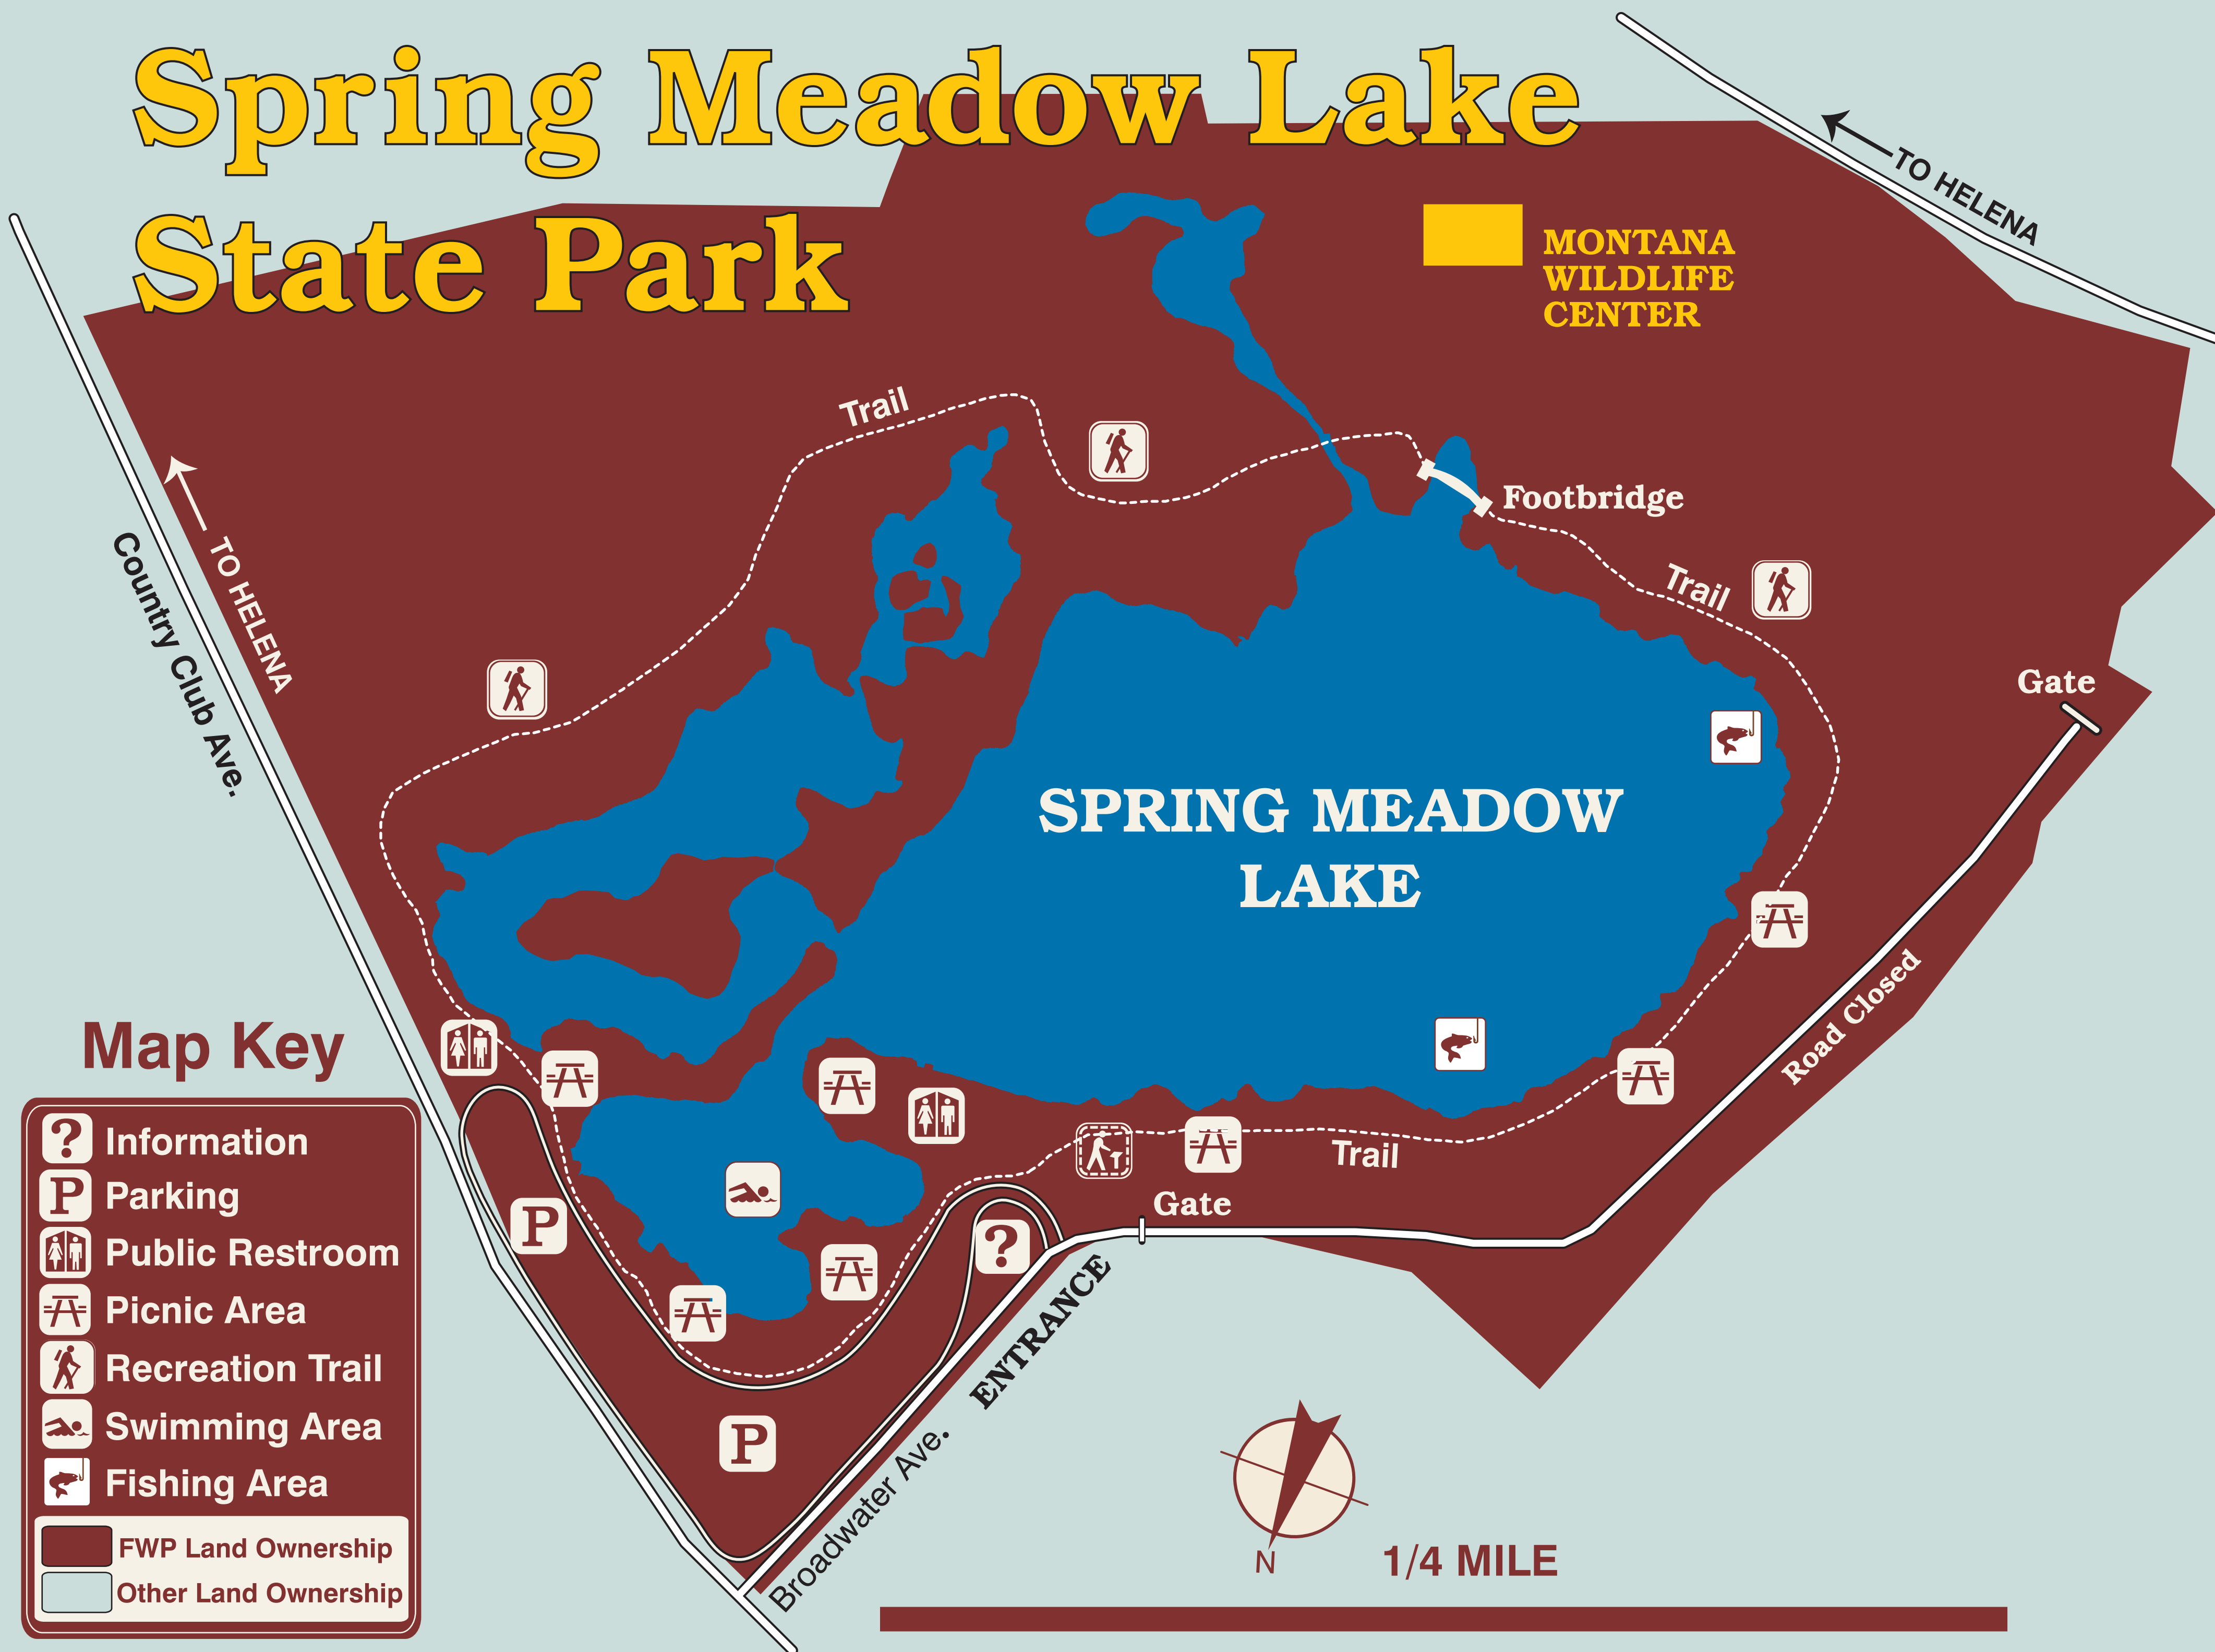 Spring Meadow Lake
State Park
TO HELENA
MONTANA
WILDLIFE
CENTER
Trail
Footbridge
Trail
Gate
TO HELENA
Country Club Ave.
SPRING MEADOW
LAKE
Road Closed
Trail
Gate
ENTRANCE
Broadwater Ave.
P
?
P
Map Key
? Information
P Parking
Public Restroom
Picnic Area
Recreation Trail
Swimming Area
Fishing Area
FWP Land Ownership
Other Land Ownership
N
1/4 MILE